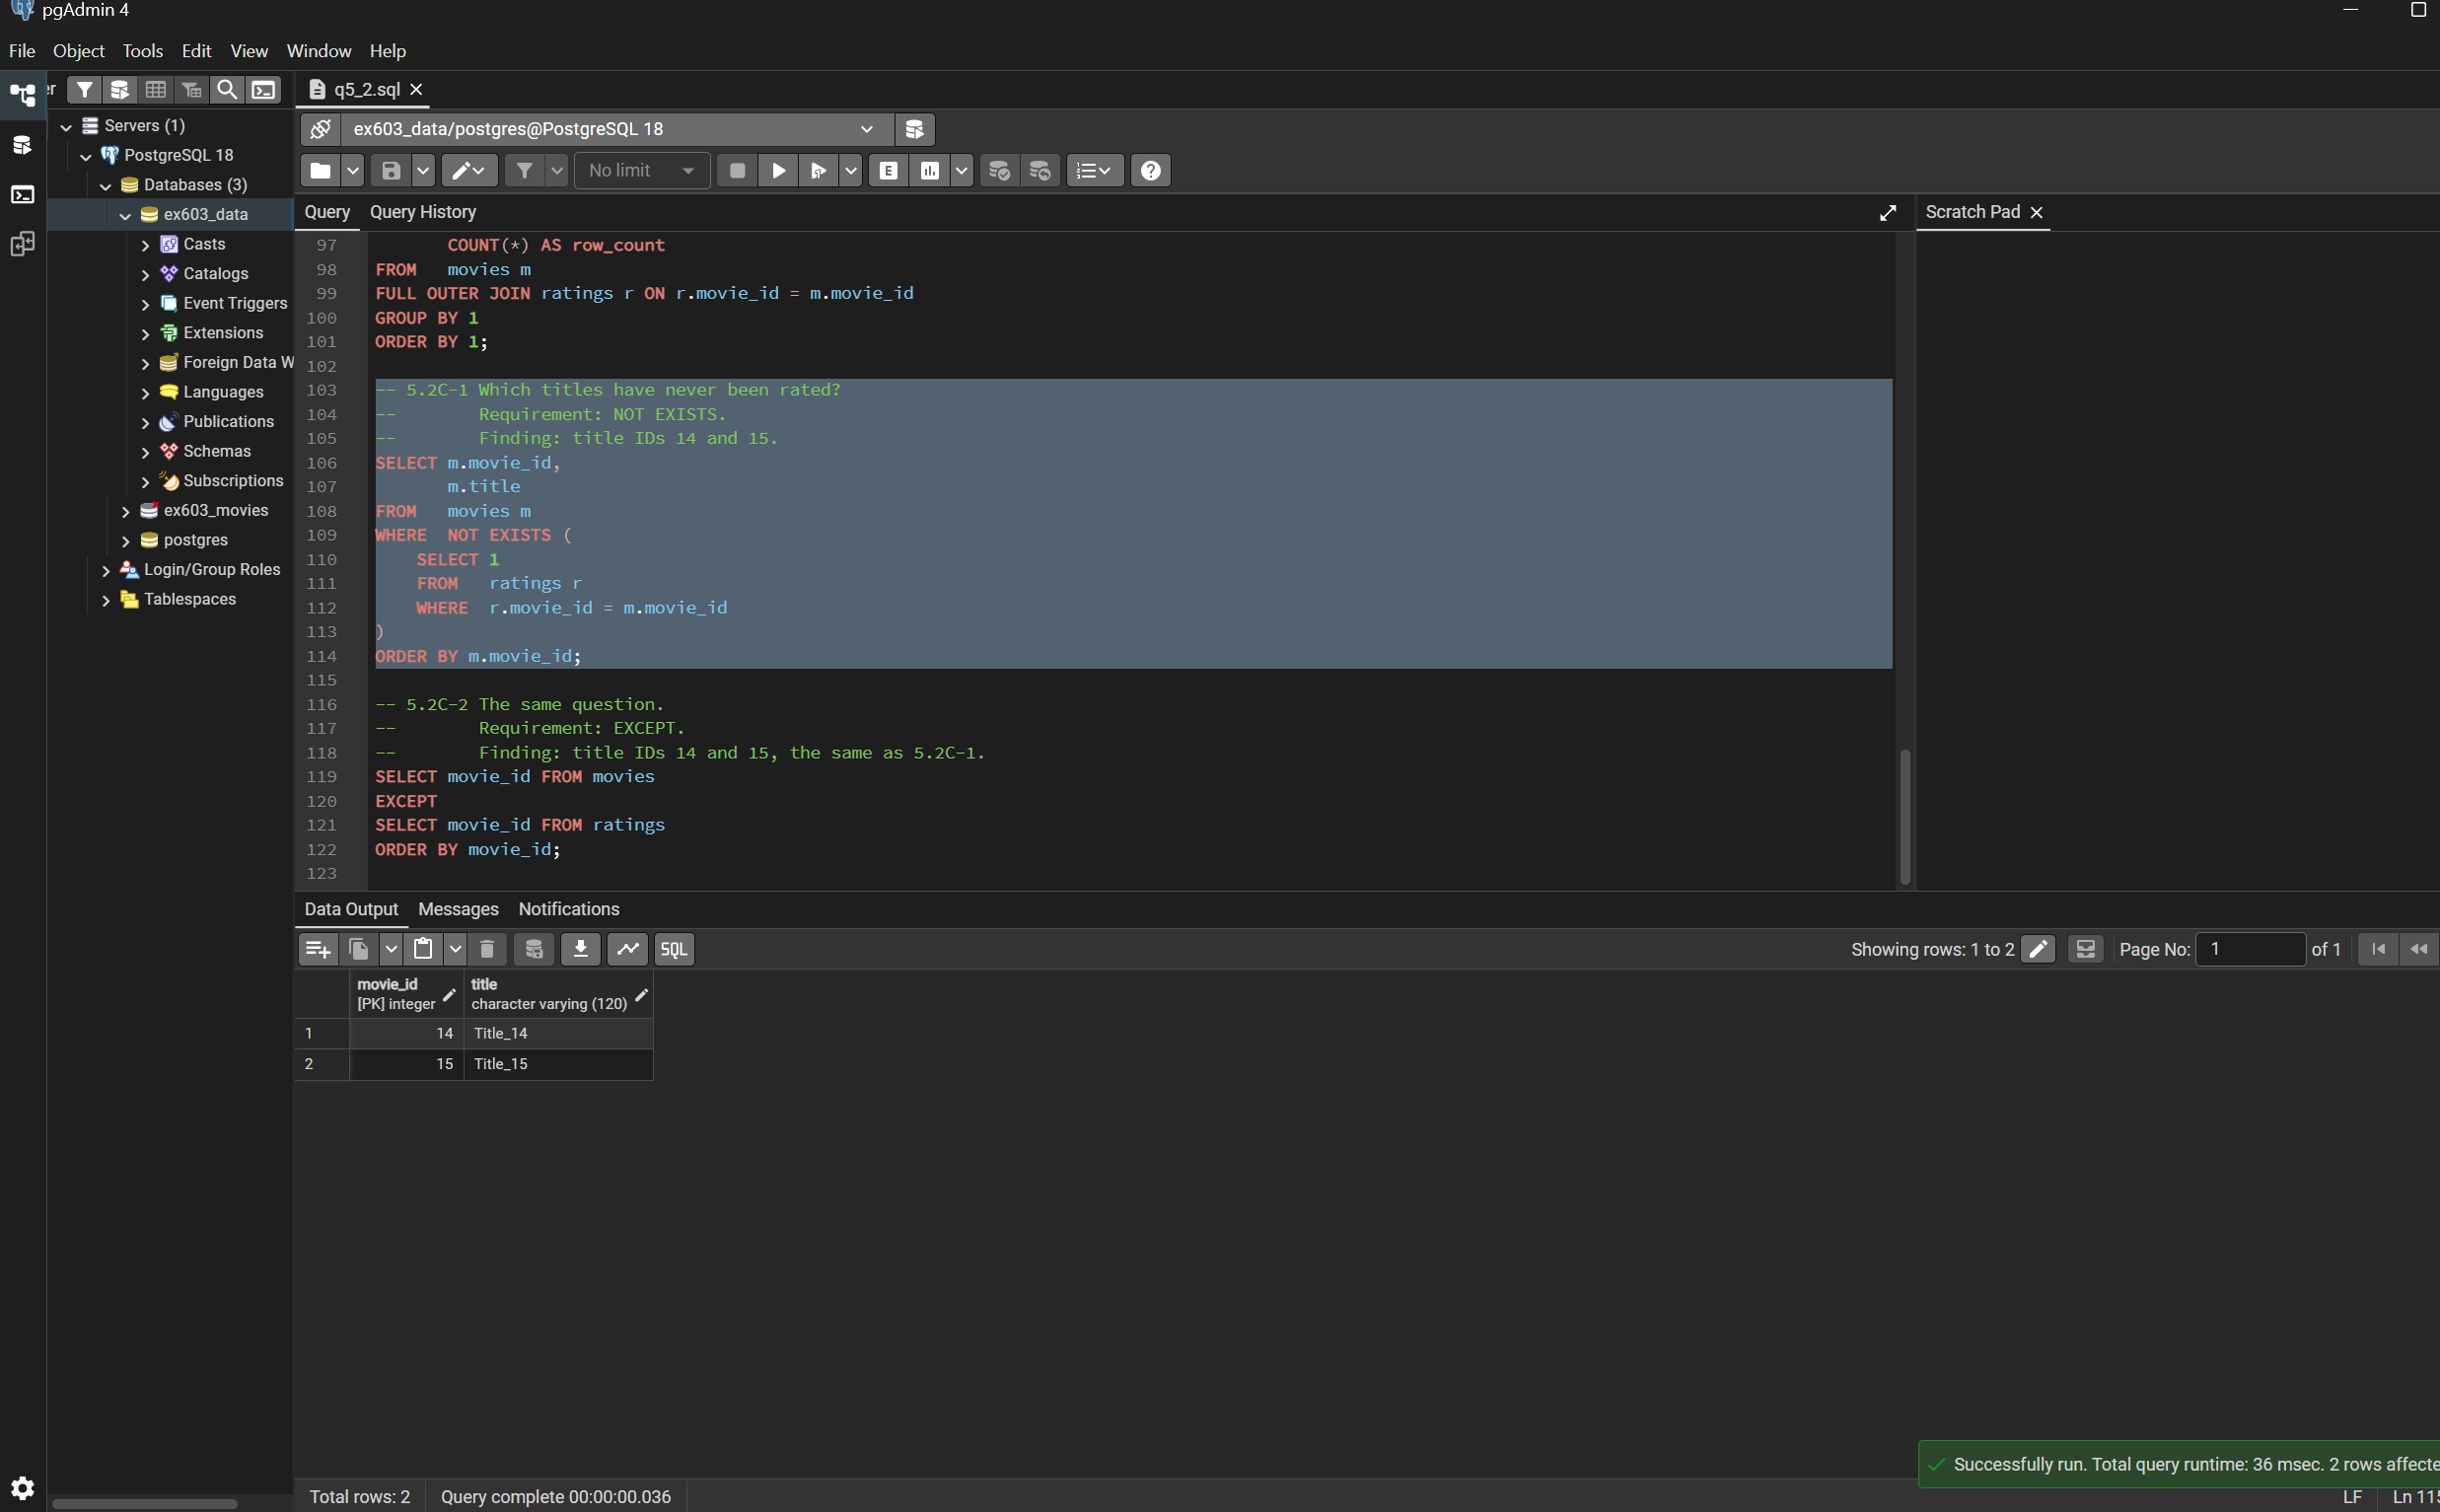 pgAdmin 4
File Object Tools Edit View Window Help
er
q5_2.sql
Servers (1)
PostgreSQL 18
Databases (3)
ex603_data
Casts
Catalogs
Event Triggers
Extensions
Foreign Data W
Languages
Publications
Schemas
Subscriptions
ex603_movies
postgres
Login/Group Roles
Tablespaces
ex603_data/postgres@PostgreSQL 18
No limit
E
Query Query History
Scratch Pad
97 COUNT(*) AS row_count
98 FROM movies m
99 FULL OUTER JOIN ratings r ON r.movie_id = m.movie_id
100 GROUP BY 1
101 ORDER BY 1;
102
103 -- 5.2C-1 Which titles have never been rated?
104 -- Requirement: NOT EXISTS.
105 -- Finding: title IDs 14 and 15.
106 SELECT m.movie_id,
107 m.title
108 FROM movies m
109 WHERE NOT EXISTS (
110 SELECT 1
111 FROM ratings r
112 WHERE r.movie_id = m.movie_id
113 )
114 ORDER BY m.movie_id;
115
116 -- 5.2C-2 The same question.
117 -- Requirement: EXCEPT.
118 -- Finding: title IDs 14 and 15, the same as 5.2C-1.
119 SELECT movie_id FROM movies
120 EXCEPT
121 SELECT movie_id FROM ratings
122 ORDER BY movie_id;
123
Data Output Messages Notifications
SQL
Showing rows: 1 to 2
Page No: 1 of 1
movie_id title
[PK] integer character varying (120)
1 14 Title_14
2 15 Title_15
Successfully run. Total query runtime: 36 msec. 2 rows affecte
Total rows: 2 Query complete 00:00:00.036
LF Ln 115